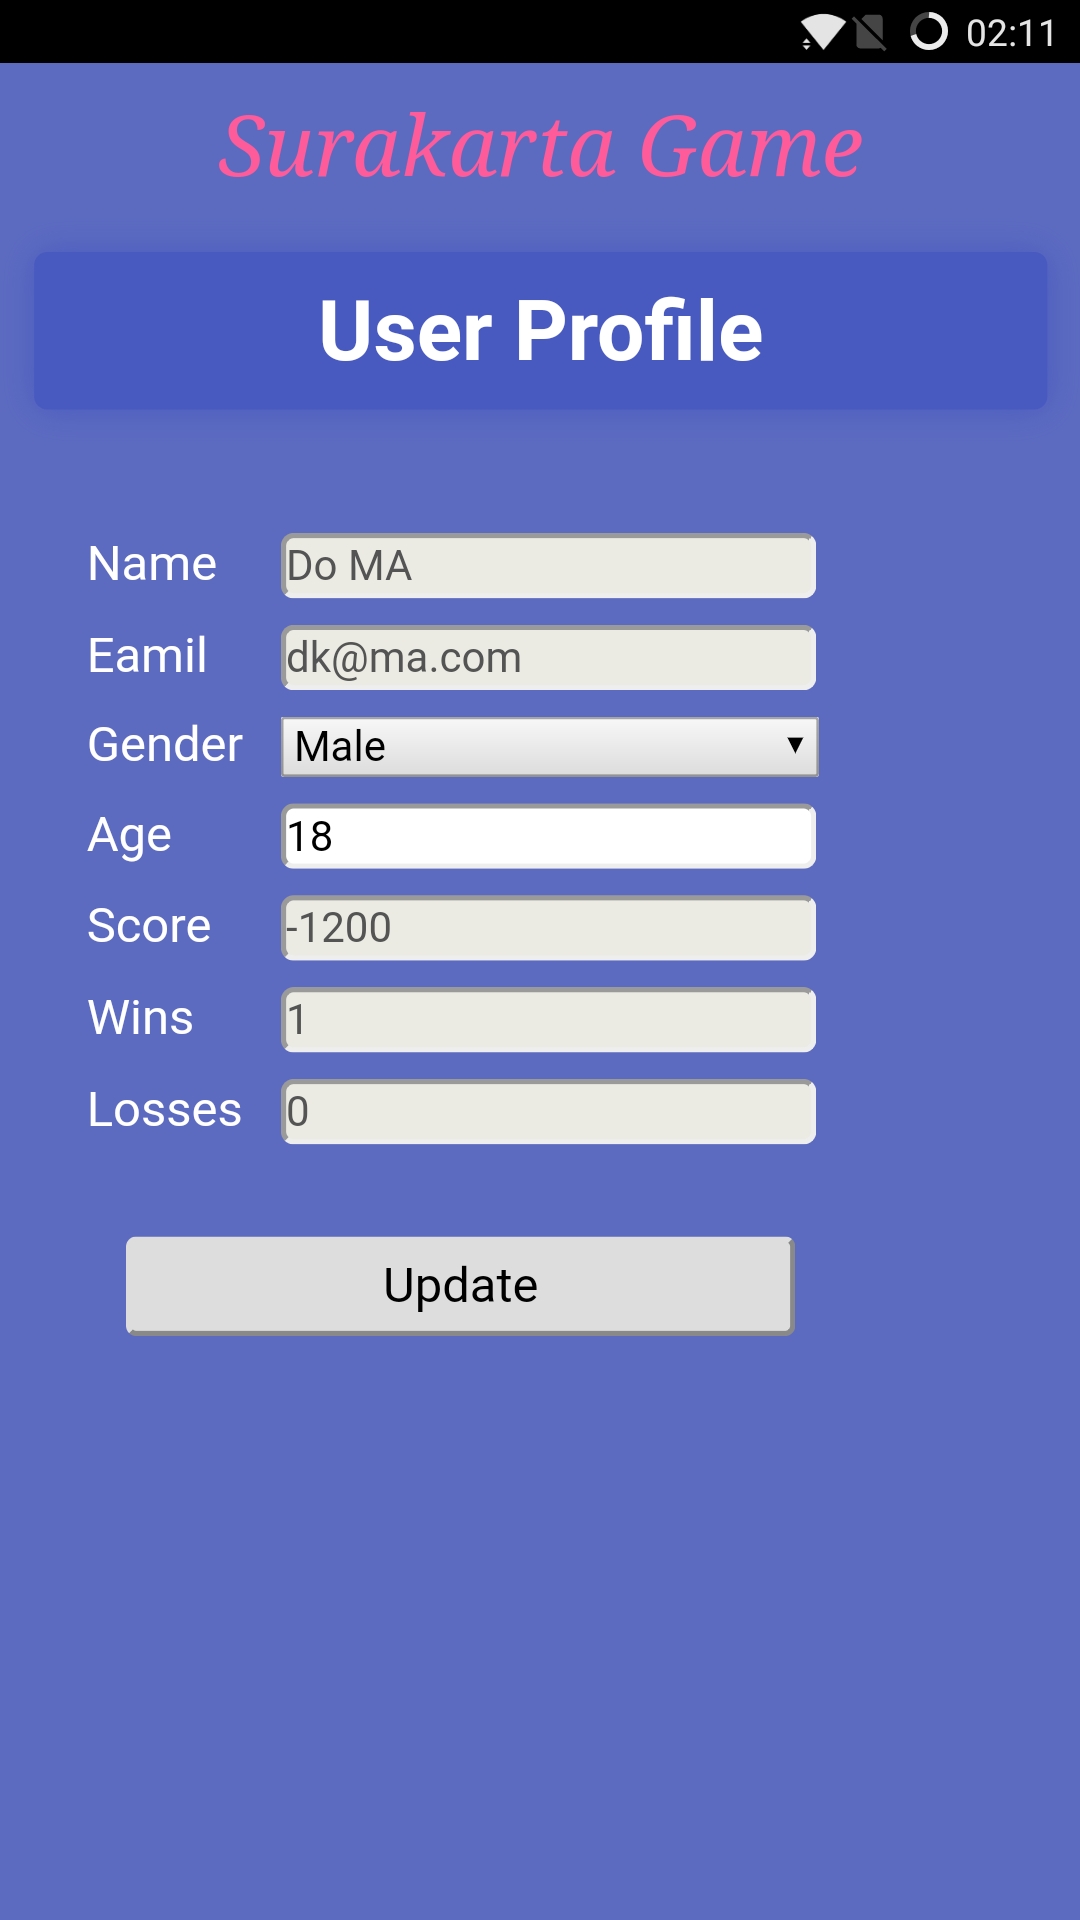 02:11
Surakarta Game
User Profile
Name Do MA
Eamil dk@ma.com
Gender Male
Age 18
Score -1200
Wins 1
Losses 0
Update